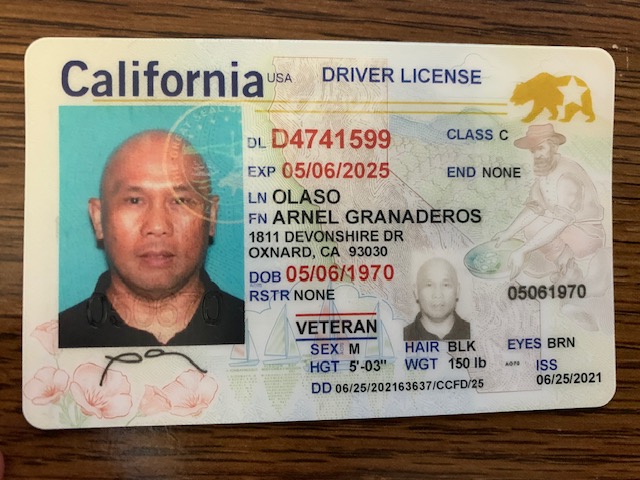 California USA DRIVER LICENSE
DL D4741599 CLASS C
EXP 05/06/2025 END NONE
LN OLASO
FN ARNEL GRANADEROS
1811 DEVONSHIRE DR
OXNARD, CA 93030
DOB 05/06/1970
RSTR NONE
05061970
VETERAN
SEX M HAIR BLK EYES BRN
HGT 5'-03" WGT 150 lb ISS
DD 06/25/202163637/CCFD/25 06/25/2021